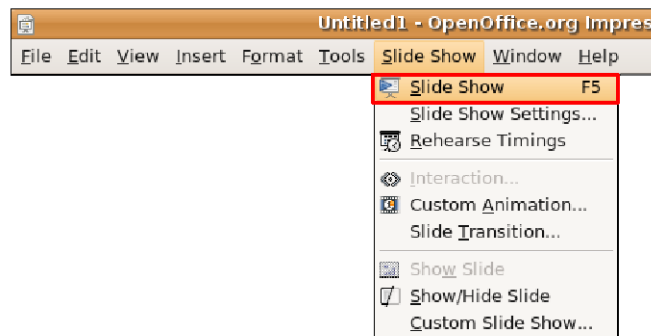 Untitled1 - OpenOffice.org Impres
File Edit View Insert Format Tools Slide Show Window Help
Slide Show F5
Slide Show Settings...
Rehearse Timings
Interaction...
Custom Animation...
Slide Transition...
Show Slide
Show/Hide Slide
Custom Slide Show...